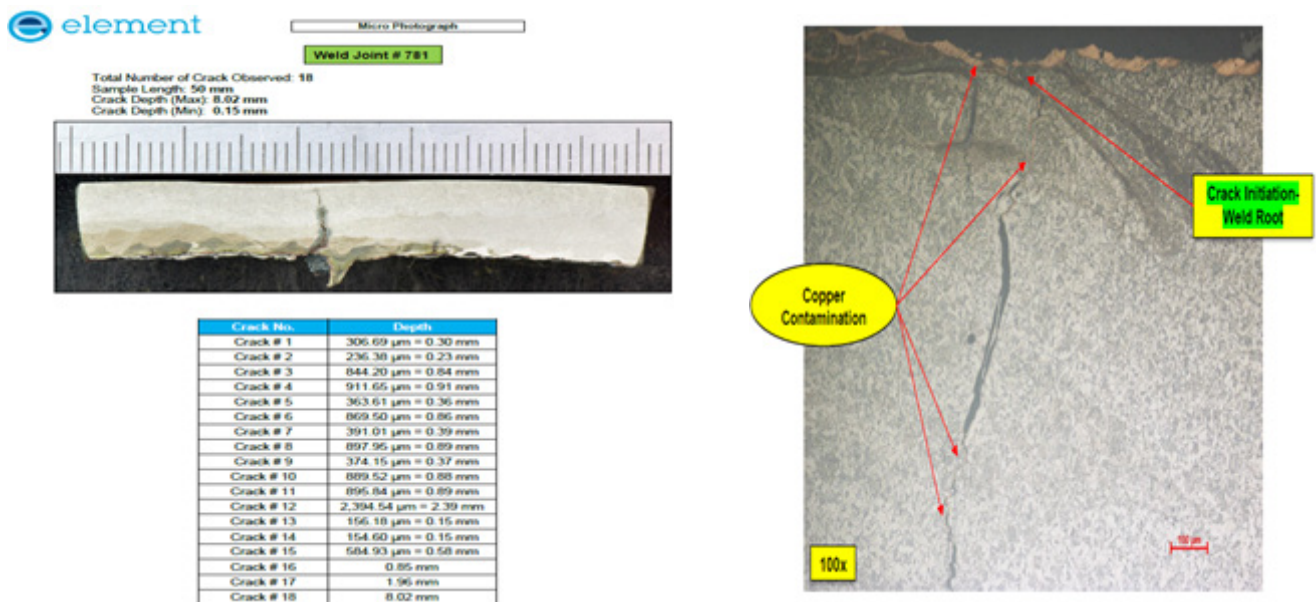 element
Micro Photograph
Weld Joint # 781
Total Number of Crack Observed: 18
Sample Length: 50 mm
Crack Depth (Max): 8.02 mm
Crack Depth (Min): 0.15 mm
Crack No. Depth
Crack # 1 306.69 µm = 0.30 mm
Crack # 2 236.38 µm = 0.23 mm
Crack # 3 844.20 µm = 0.84 mm
Crack # 4 911.65 µm = 0.91 mm
Crack # 5 363.61 µm = 0.36 mm
Crack # 6 869.50 µm = 0.86 mm
Crack # 7 391.01 µm = 0.39 mm
Crack # 8 897.95 µm = 0.89 mm
Crack # 9 374.15 µm = 0.37 mm
Crack # 10 889.52 µm = 0.88 mm
Crack # 11 895.84 µm = 0.89 mm
Crack # 12 2,394.54 µm = 2.39 mm
Crack # 13 156.18 µm = 0.15 mm
Crack # 14 154.60 µm = 0.15 mm
Crack # 15 584.93 µm = 0.58 mm
Crack # 16 0.85 mm
Crack # 17 1.96 mm
Crack # 18 8.02 mm
Crack Initiation-
Weld Root
Copper
Contamination
100x
100 µm